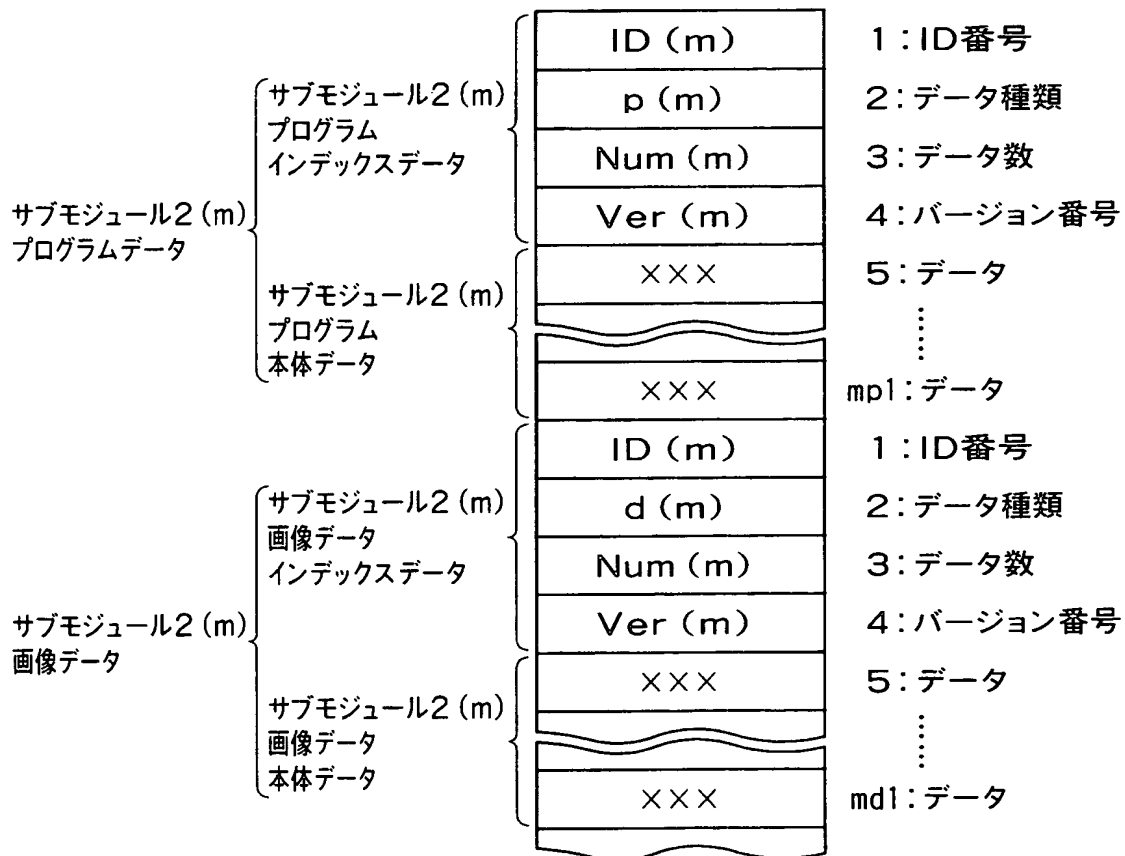 ID (m) 1:ID番号
サブモジュール2 (m) p (m) 2:データ種類
プログラム
インデックスデータ Num (m) 3:データ数
サブモジュール2 (m) Ver (m) 4:バージョン番号
プログラムデータ
××× 5:データ
サブモジュール2 (m)
プログラム
本体データ
××× mp1:データ
ID (m) 1:ID番号
サブモジュール2 (m) d (m) 2:データ種類
画像データ
インデックスデータ Num (m) 3:データ数
サブモジュール2 (m) Ver (m) 4:バージョン番号
画像データ
××× 5:データ
サブモジュール2 (m)
画像データ
本体データ
××× md1:データ